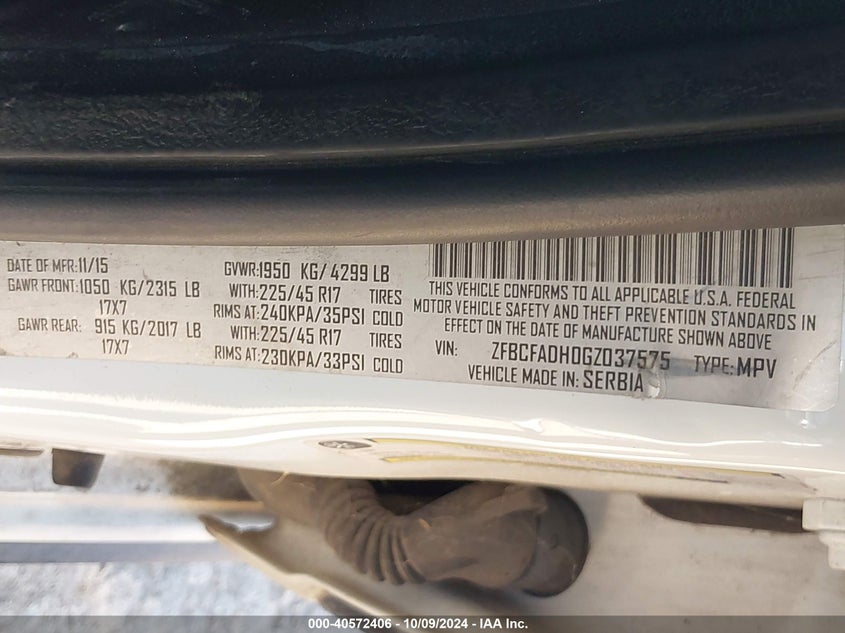 DATE OF MFR:11/15
GAWR FRONT:1050 KG/2315 LB
17X7
GAWR REAR: 915 KG/2017 LB
17X7
GVWR:1950 KG/4299 LB
WITH:225/45 R17 TIRES
RIMS AT:240KPA/35PSI COLD
WITH:225/45 R17 TIRES
RIMS AT:230KPA/33PSI COLD
THIS VEHICLE CONFORMS TO ALL APPLICABLE U.S.A. FEDERAL
MOTOR VEHICLE SAFETY AND THEFT PREVENTION STANDARDS IN
EFFECT ON THE DATE OF MANUFACTURE SHOWN ABOVE
VIN: ZFBCFADH0GZ037575 TYPE:MPV
VEHICLE MADE IN: SERBIA
000-40572406 - 10/09/2024 - IAA Inc.